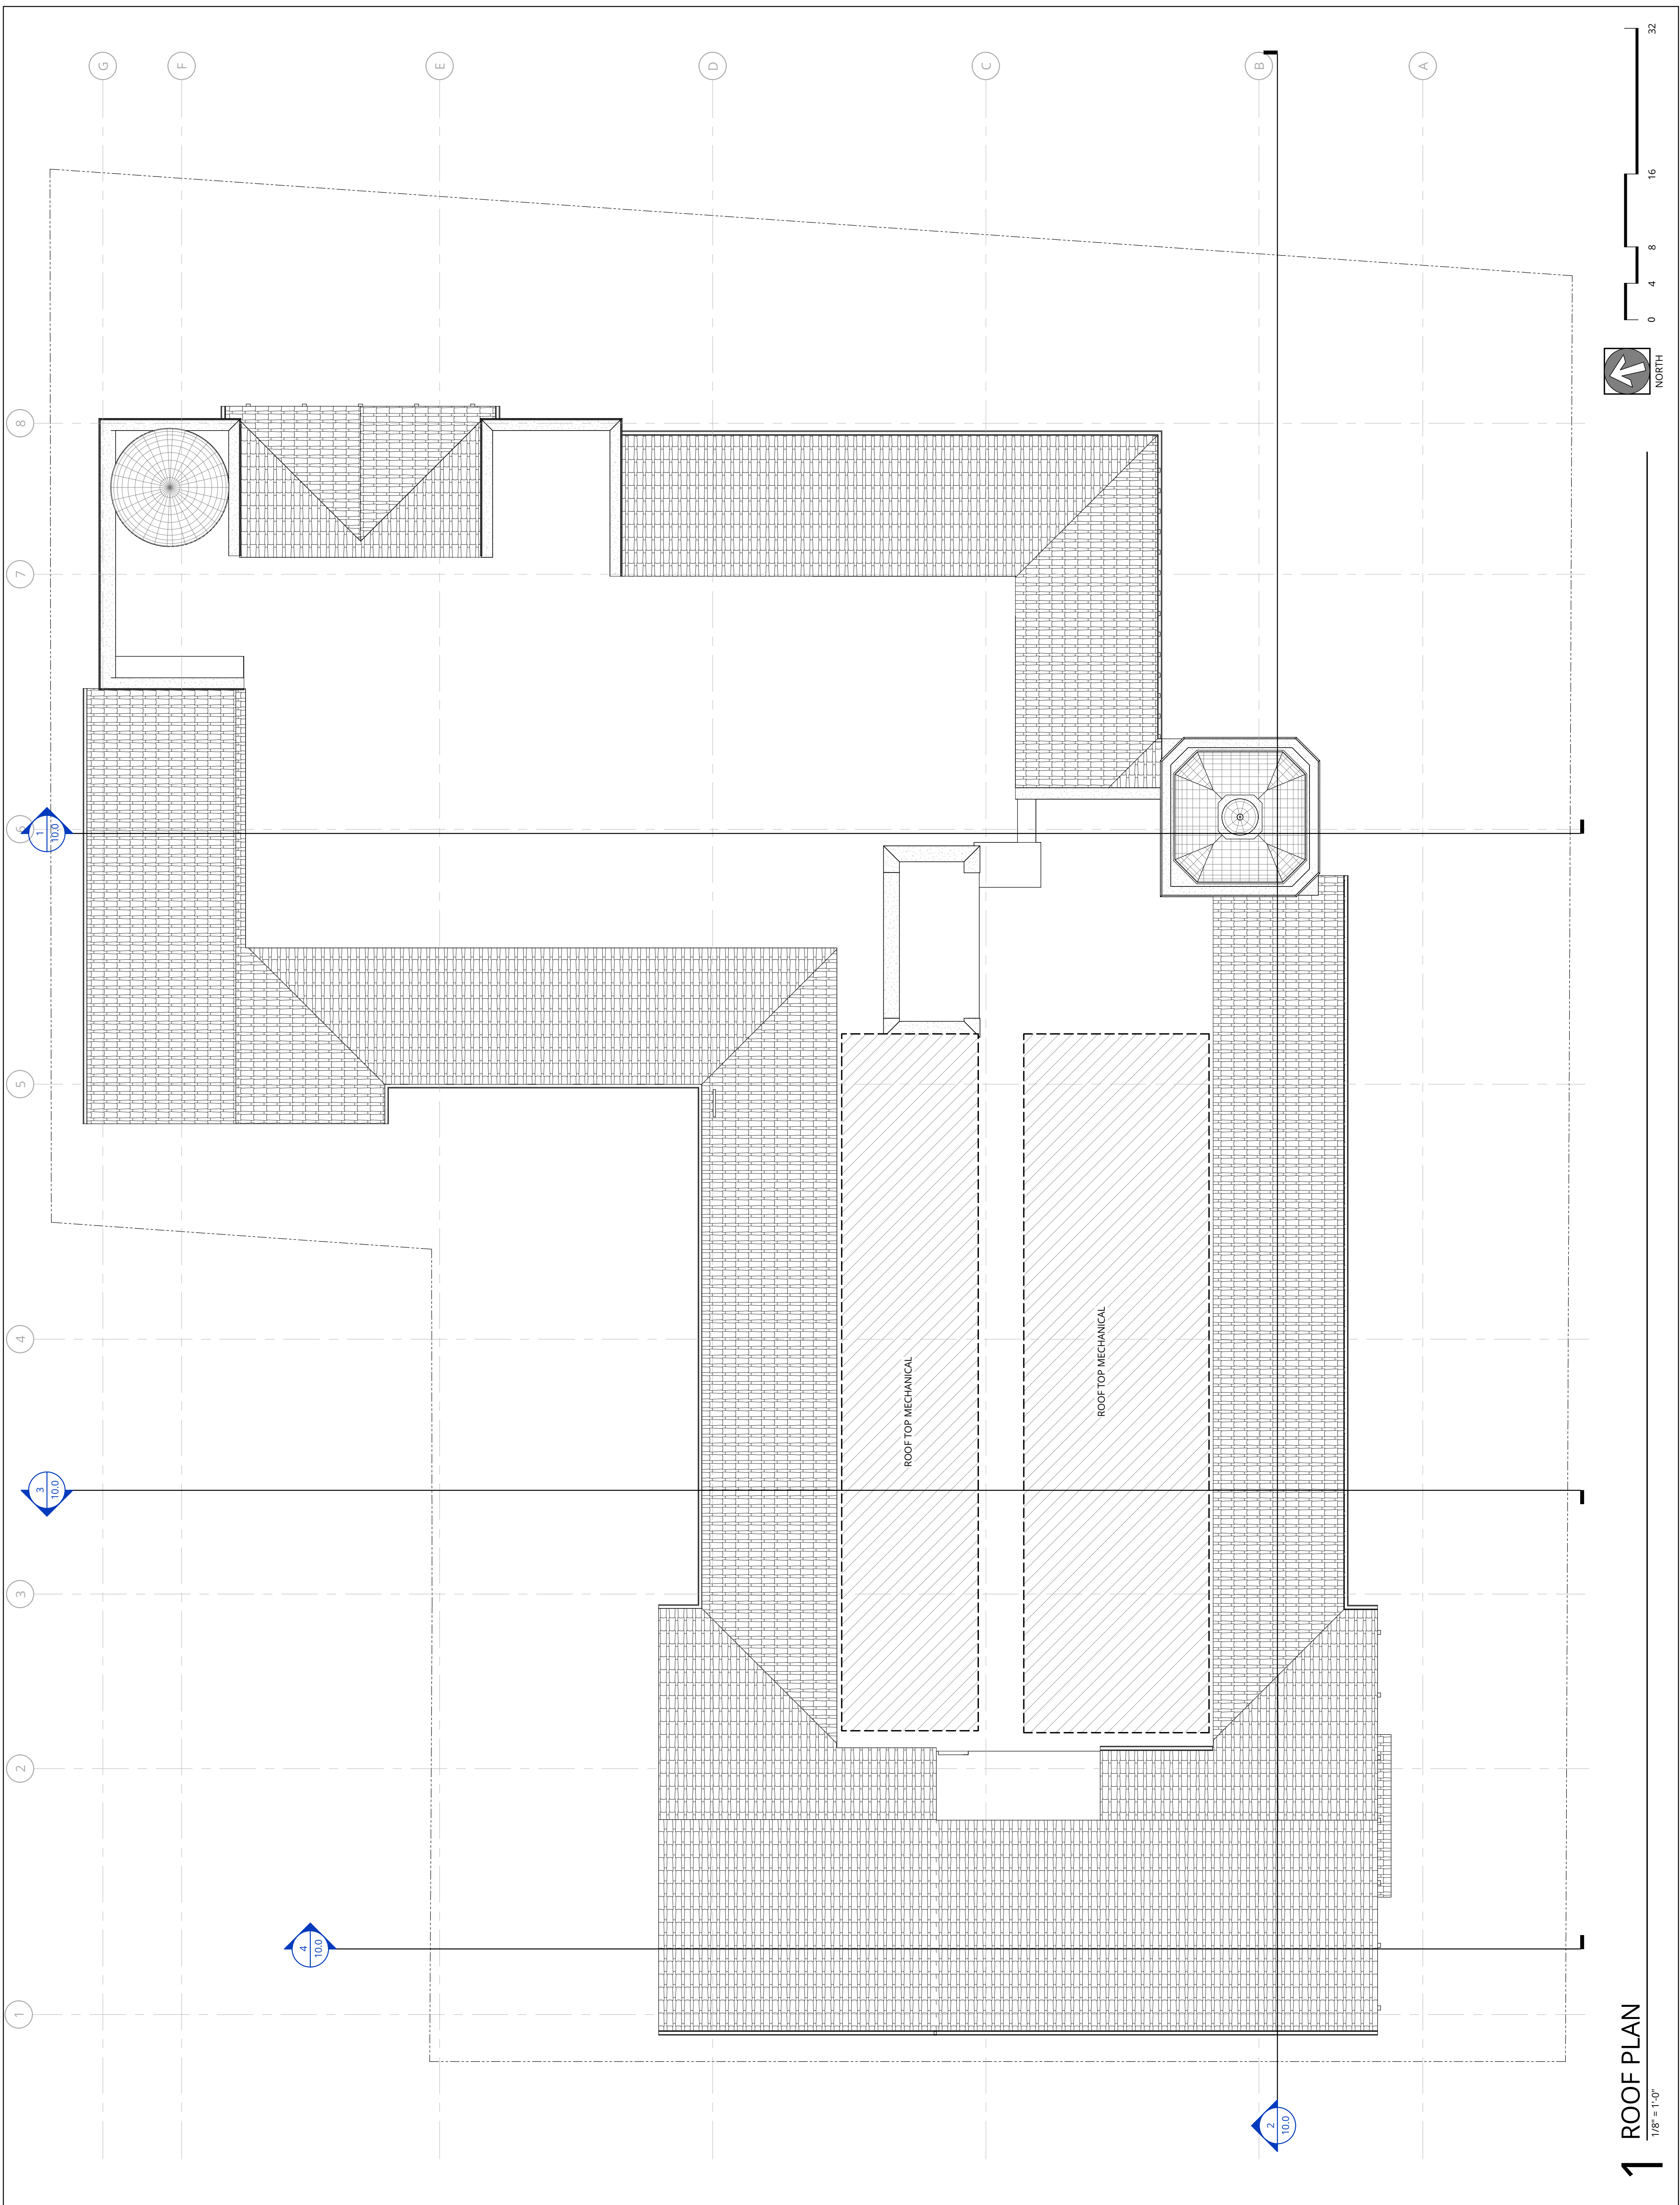 G
F
E
D
C
B
A
8
7
6
5
4
3
2
1
1
10.0
3
10.0
4
10.0
2
10.0
ROOF TOP MECHANICAL
ROOF TOP MECHANICAL
1 ROOF PLAN
1/8" = 1'-0"
NORTH
0 4 8 16 32